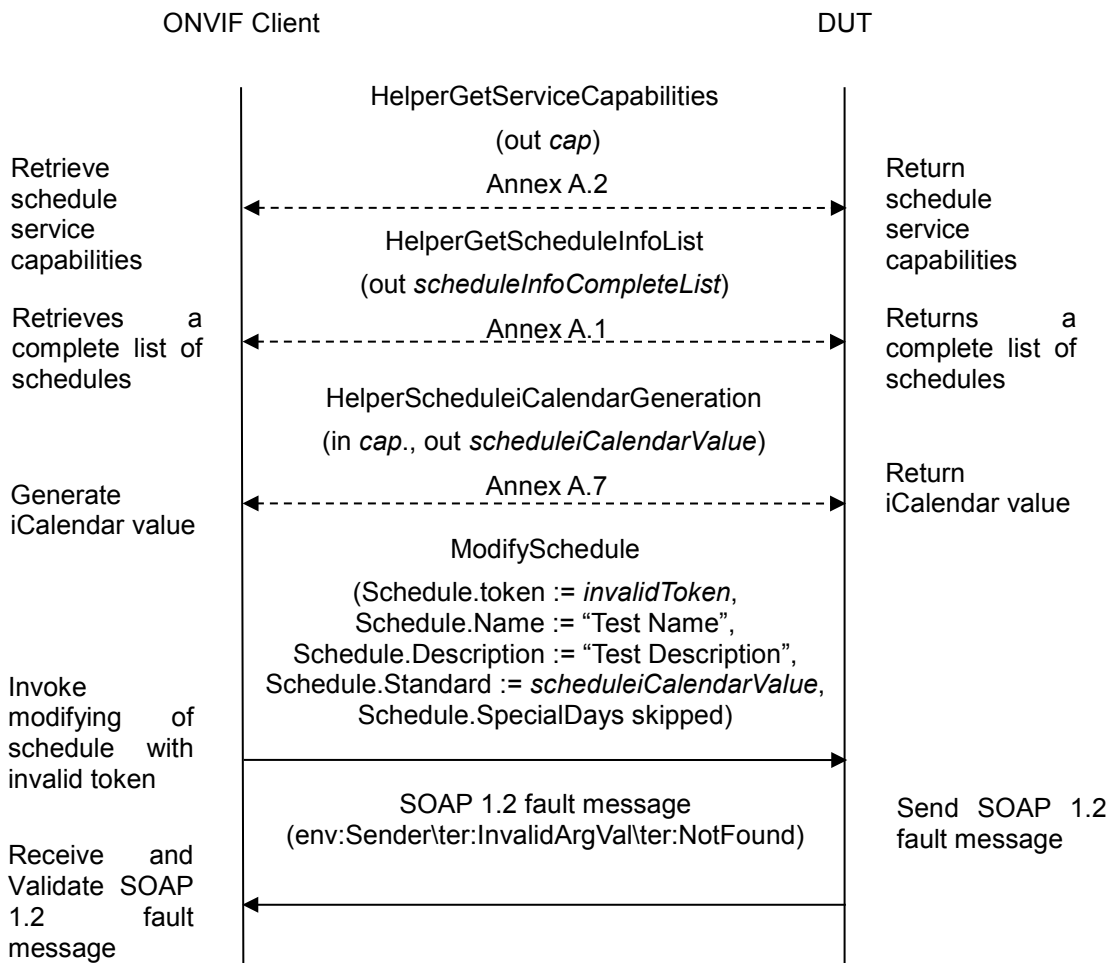 ONVIF Client
DUT
HelperGetServiceCapabilities
(out cap)
Annex A.2
Retrieve
schedule
service
capabilities
Return
schedule
service
capabilities
HelperGetScheduleInfoList
(out scheduleInfoCompleteList)
Annex A.1
Retrieves a
complete list of
schedules
Returns a
complete list of
schedules
HelperScheduleiCalendarGeneration
(in cap., out scheduleiCalendarValue)
Annex A.7
Generate
iCalendar value
Return
iCalendar value
ModifySchedule
(Schedule.token := invalidToken,
Schedule.Name := “Test Name”,
Schedule.Description := “Test Description”,
Schedule.Standard := scheduleiCalendarValue,
Schedule.SpecialDays skipped)
Invoke
modifying of
schedule with
invalid token
SOAP 1.2 fault message
(env:Sender\ter:InvalidArgVal\ter:NotFound)
Send SOAP 1.2
fault message
Receive and
Validate SOAP
1.2 fault
message